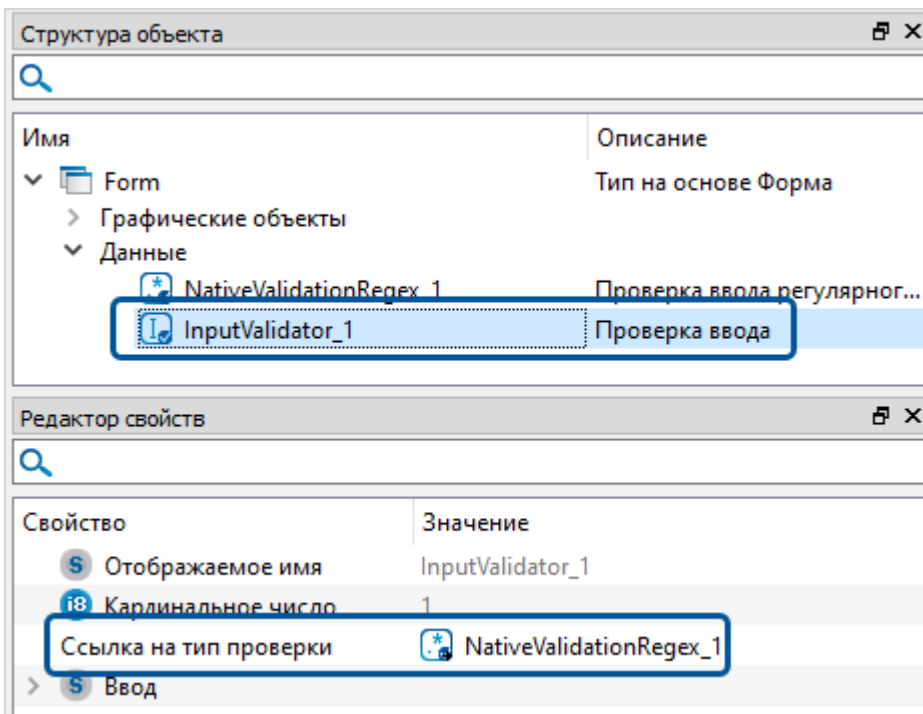 Структура объекта
Имя Описание
Form Тип на основе Форма
Графические объекты
Данные
NativeValidationRegex_1 Проверка ввода регулярног...
InputValidator_1 Проверка ввода
Редактор свойств
Свойство Значение
S Отображаемое имя InputValidator_1
i8 Кардинальное число 1
Ссылка на тип проверки NativeValidationRegex_1
S Ввод